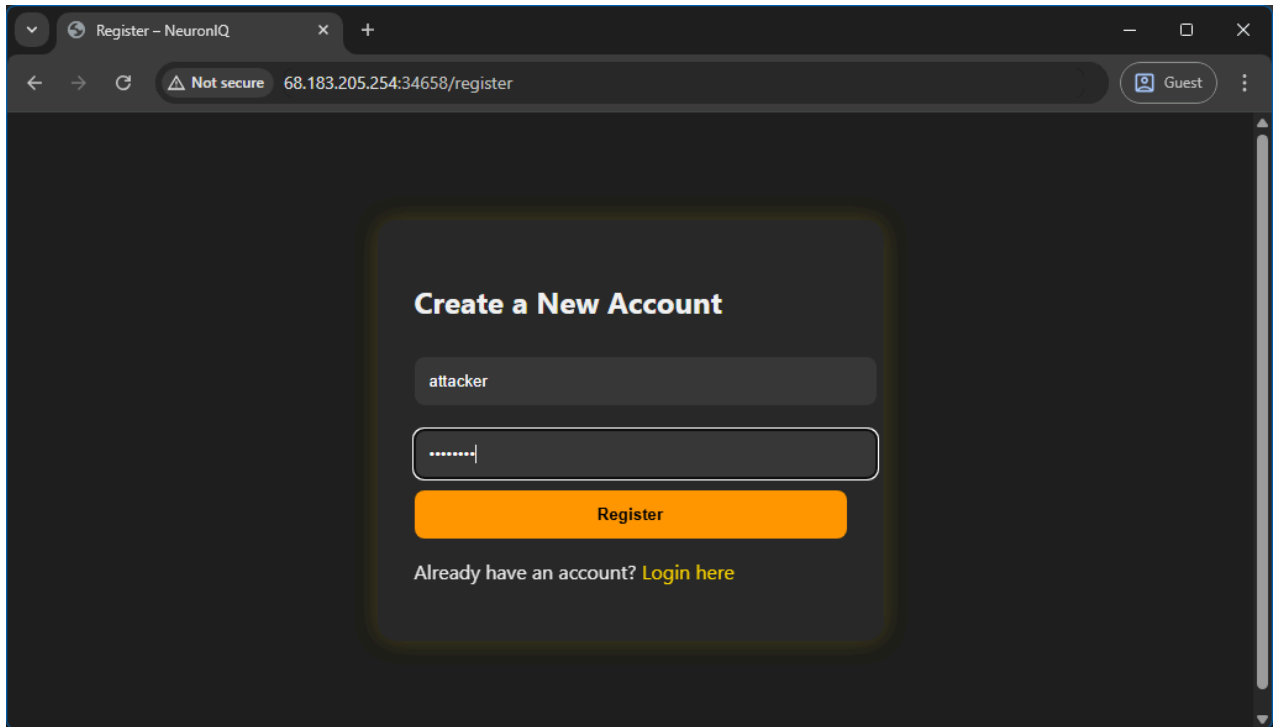 Register – NeuronIQ
Not secure 68.183.205.254:34658/register Guest
Create a New Account
attacker
••••••••
Register
Already have an account? Login here